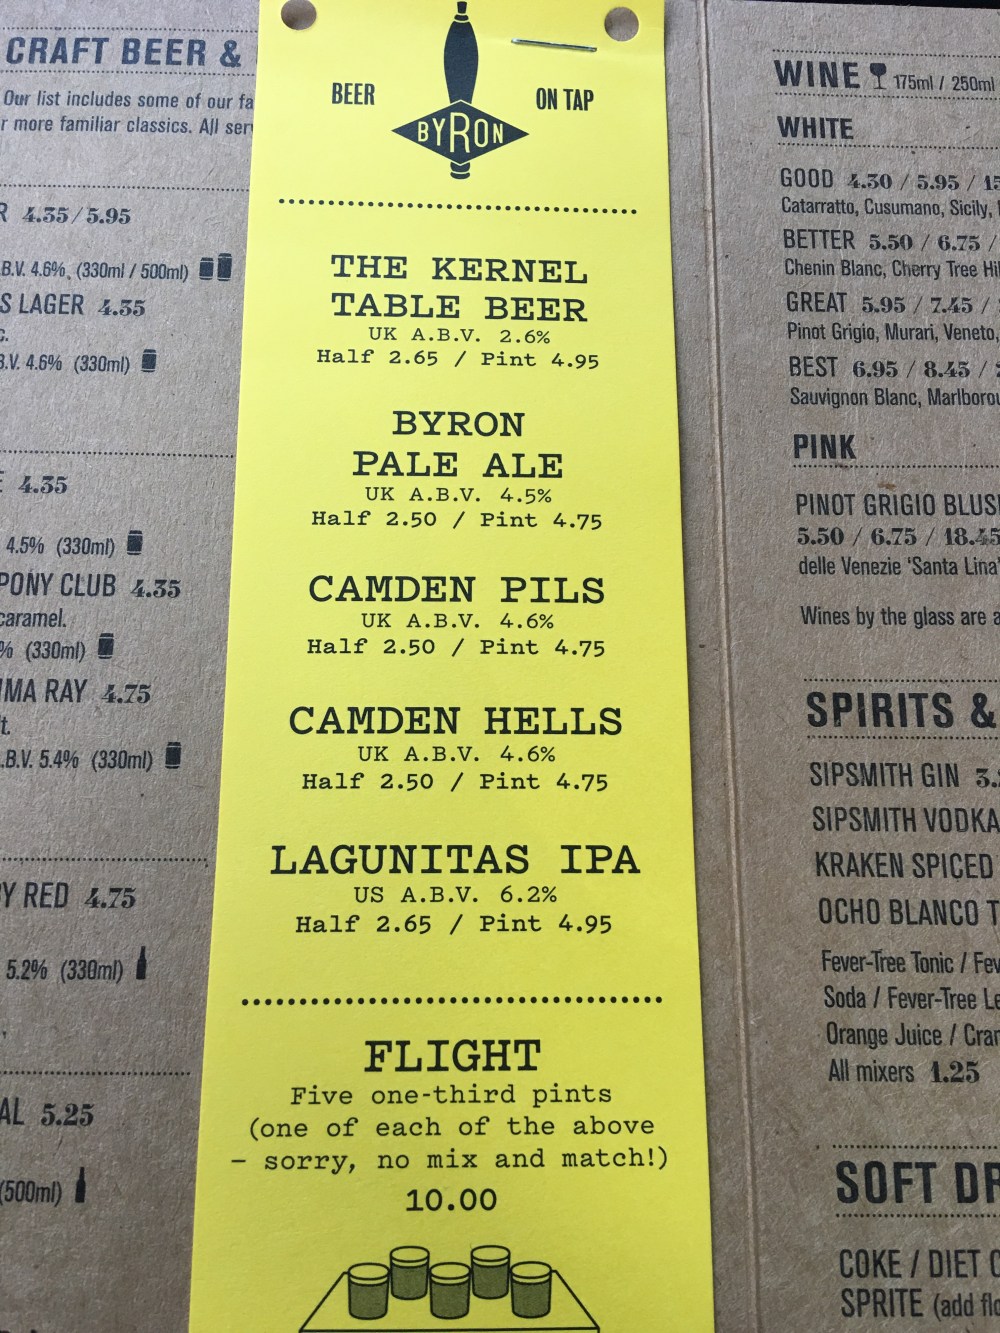 CRAFT BEER &
Our list includes some of our
more familiar classics. All
4.35/5.95
B.V. 4.6%, (330ml / 500ml)
LAGER 4.35
B.V. 4.6% (330ml)
4.35
4.5% (330ml)
PONY CLUB 4.35
caramel.
% (330ml)
RAY 4.75
.B.V. 5.4% (330ml)
RED 4.75
5.2% (330ml)
5.25
(500ml)
BEER
ON TAP
BYRON
THE KERNEL
TABLE BEER
UK A.B.V. 2.6%
Half 2.65 / Pint 4.95
BYRON
PALE ALE
UK A.B.V. 4.5%
Half 2.50 / Pint 4.75
CAMDEN PILS
UK A.B.V. 4.6%
Half 2.50 / Pint 4.75
CAMDEN HELLS
UK A.B.V. 4.6%
Half 2.50 / Pint 4.75
LAGUNITAS IPA
US A.B.V. 6.2%
Half 2.65 / Pint 4.95
FLIGHT
Five one-third pints
(one of each of the above
– sorry, no mix and match!)
10.00
WINE 175ml / 250ml
WHITE
GOOD 4.30 / 5.95 /
Catarratto, Cusumano, Sicily,
BETTER 5.50 / 6.75 /
Chenin Blanc, Cherry Tree
GREAT 5.95 / 7.45 /
Pinot Grigio, Murari, Veneto,
BEST 6.95 / 8.45 /
Sauvignon Blanc,
PINK
PINOT GRIGIO
5.50 / 6.75 / 18.45
delle Venezie 'Santa Lina'
Wines by the glass are
SPIRITS &
SIPSMITH GIN
SIPSMITH VODKA
KRAKEN SPICED
OCHO BLANCO
Fever-Tree Tonic /
Soda / Fever-Tree
Orange Juice /
All mixers 1.25
SOFT
COKE / DIET
SPRITE (add